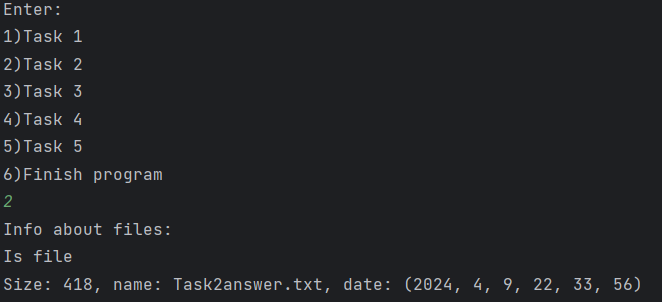 Enter:
1)Task 1
2)Task 2
3)Task 3
4)Task 4
5)Task 5
6)Finish program
2
Info about files:
Is file
Size: 418, name: Task2answer.txt, date: (2024, 4, 9, 22, 33, 56)